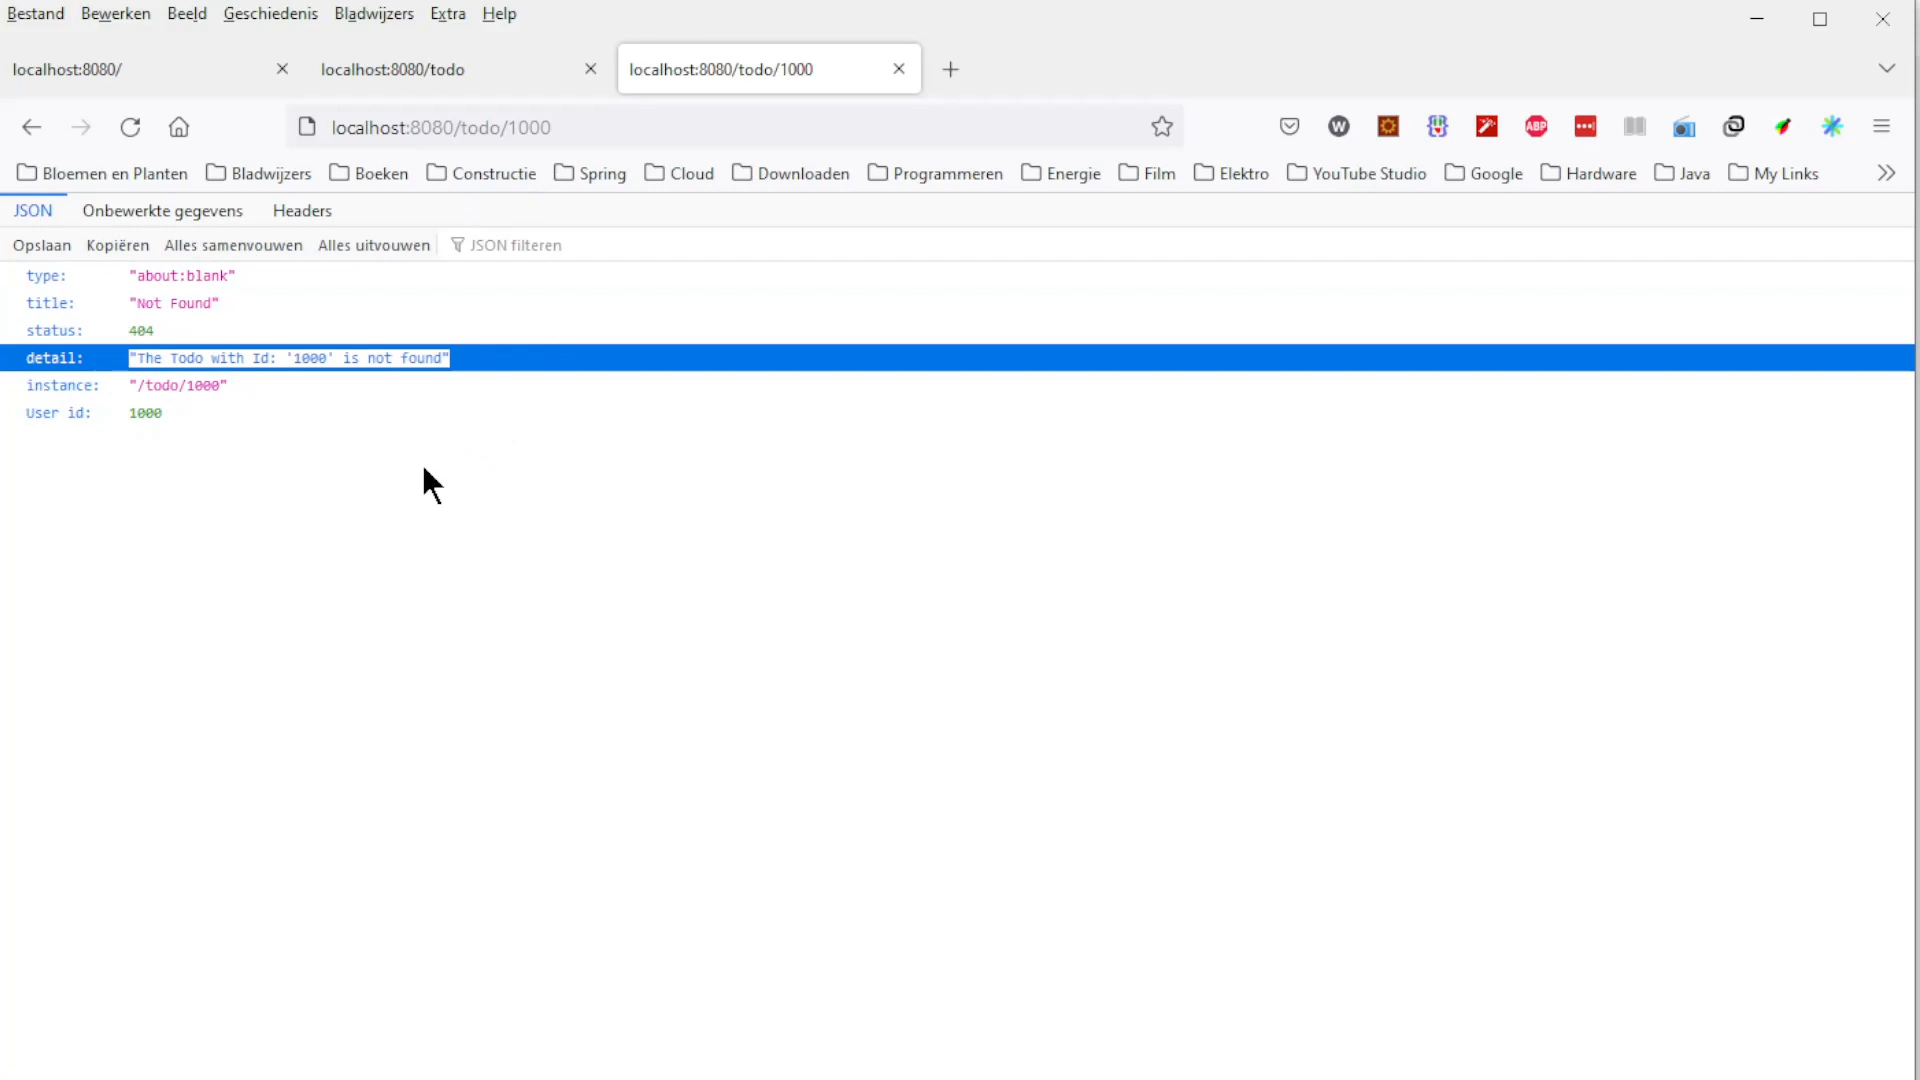 Bestand Bewerken Beeld Geschiedenis Bladwijzers Extra Help
localhost:8080/ localhost:8080/todo localhost:8080/todo/1000
localhost:8080/todo/1000
W ABP
Bloemen en Planten Bladwijzers Boeken Constructie Spring Cloud Downloaden Programmeren Energie Film Elektro YouTube Studio Google Hardware Java My Links
JSON Onbewerkte gegevens Headers
Opslaan Kopiëren Alles samenvouwen Alles uitvouwen JSON filteren
type: "about:blank"
title: "Not Found"
status: 404
detail: "The Todo with Id: '1000' is not found"
instance: "/todo/1000"
User id: 1000